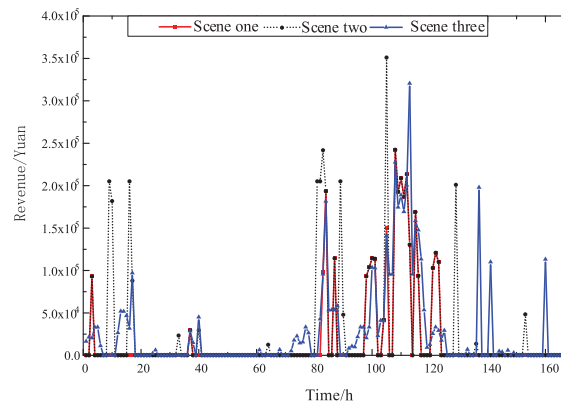 Scene one Scene two Scene three
4.0x10⁵
3.5x10⁵
3.0x10⁵
2.5x10⁵
2.0x10⁵
1.5x10⁵
1.0x10⁵
5.0x10⁴
0.0
Revenue/Yuan
0 20 40 60 80 100 120 140 160
Time/h